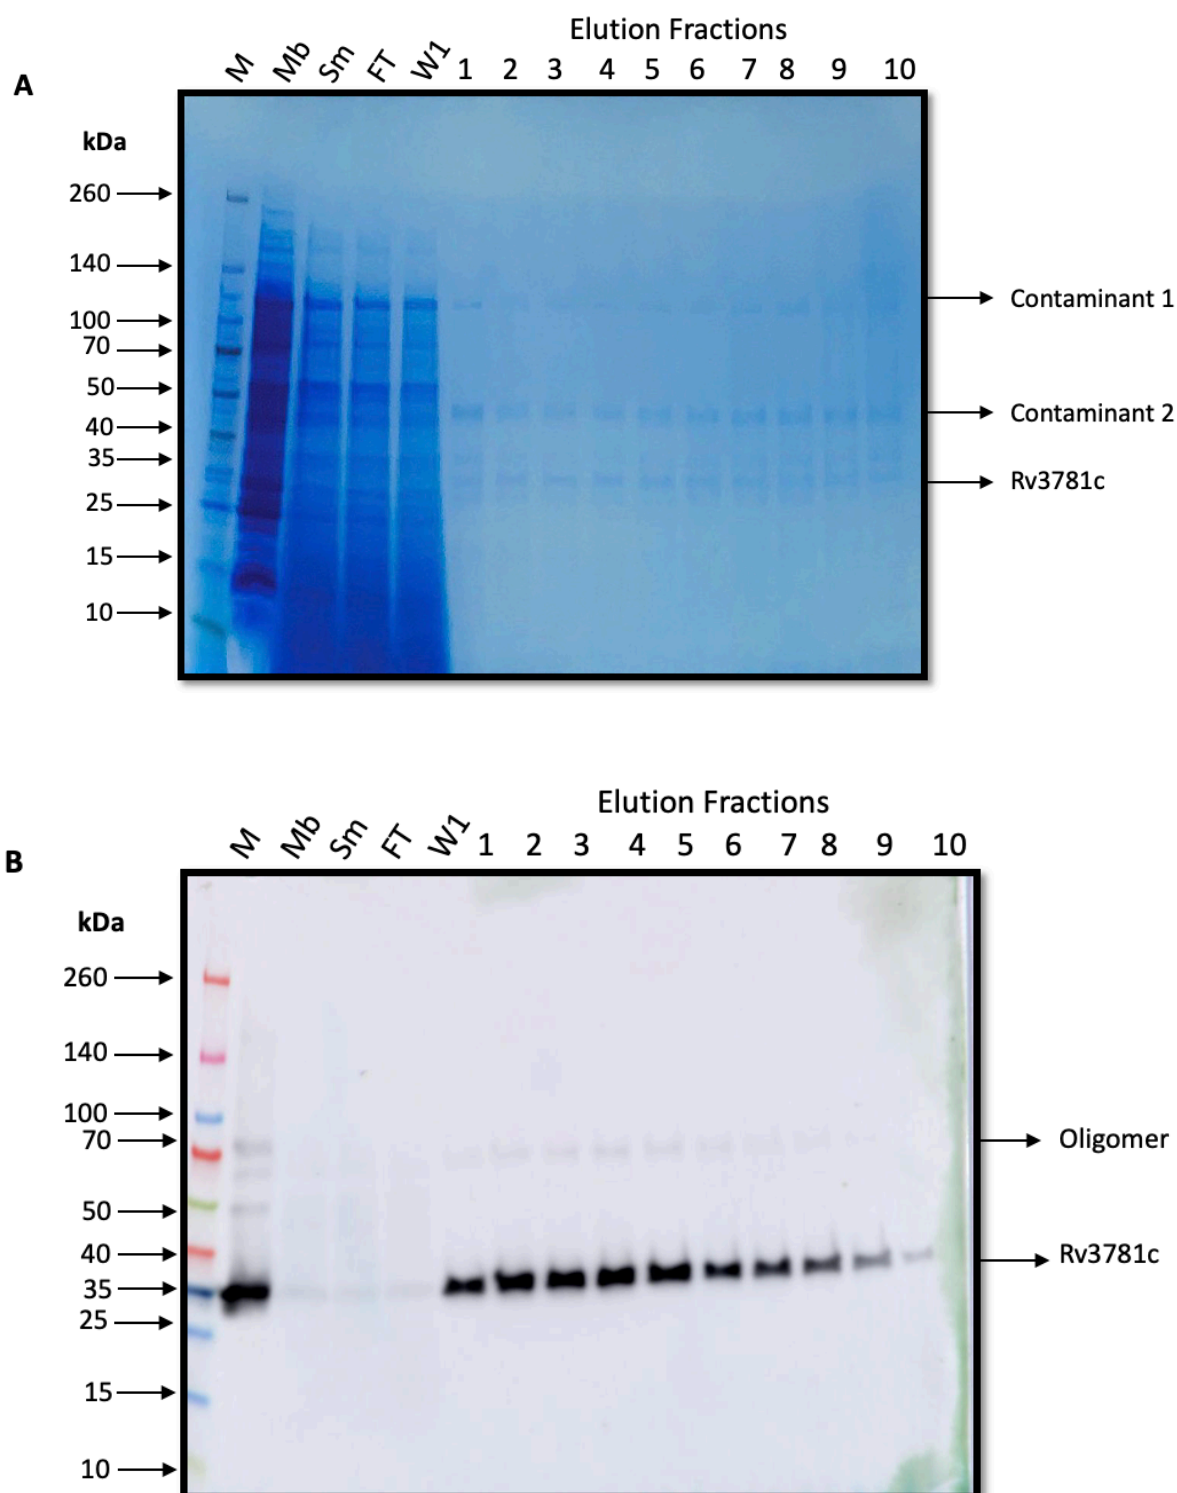 Elution Fractions
M Mb Sm FT W1 1 2 3 4 5 6 7 8 9 10
A
kDa
260
140
Contaminant 1
100
70
50
Contaminant 2
40
35
Rv3781c
25
15
10
Elution Fractions
M Mb Sm FT W1 1 2 3 4 5 6 7 8 9 10
B
kDa
260
140
100
70
Oligomer
50
40
Rv3781c
35
25
15
10